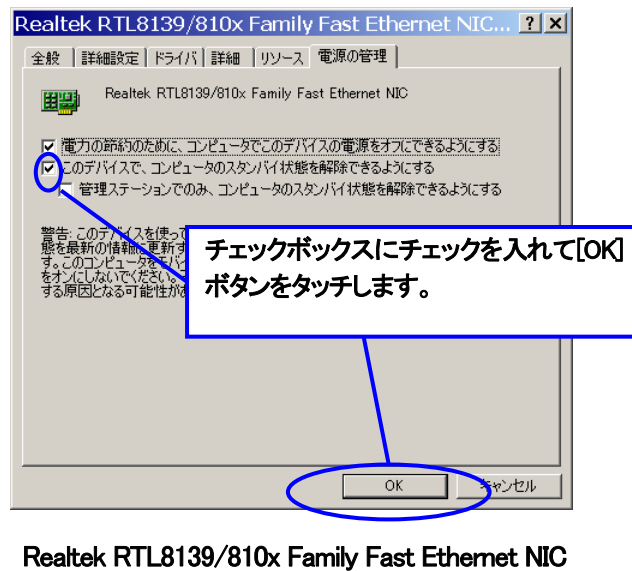 Realtek RTL8139/810x Family Fast Ethernet NIC...
全般 詳細設定 ドライバ 詳細 リソース 電源の管理
Realtek RTL8139/810x Family Fast Ethernet NIC
電力の節約のために、コンピュータでこのデバイスの電源をオフにできるようにする
このデバイスで、コンピュータのスタンバイ状態を解除できるようにする
管理ステーションでのみ、コンピュータのスタンバイ状態を解除できるようにする
警告: このデバイスを使って
態を最新の情報に更新す
す。このコンピュータをモバイ
をオンにしないでください。
する原因となる可能性があ
チェックボックスにチェックを入れて[OK]
ボタンをタッチします。
OK キャンセル
Realtek RTL8139/810x Family Fast Ethernet NIC